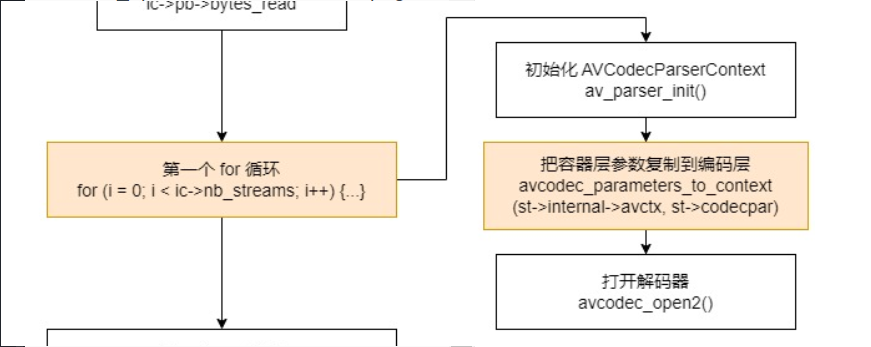 ic->pb->bytes_read
第一个 for 循环
for (i = 0; i < ic->nb_streams; i++) {...}
初始化 AVCodecParserContext
av_parser_init()
把容器层参数复制到编码层
avcodec_parameters_to_context
(st->internal->avctx, st->codecpar)
打开解码器
avcodec_open2()